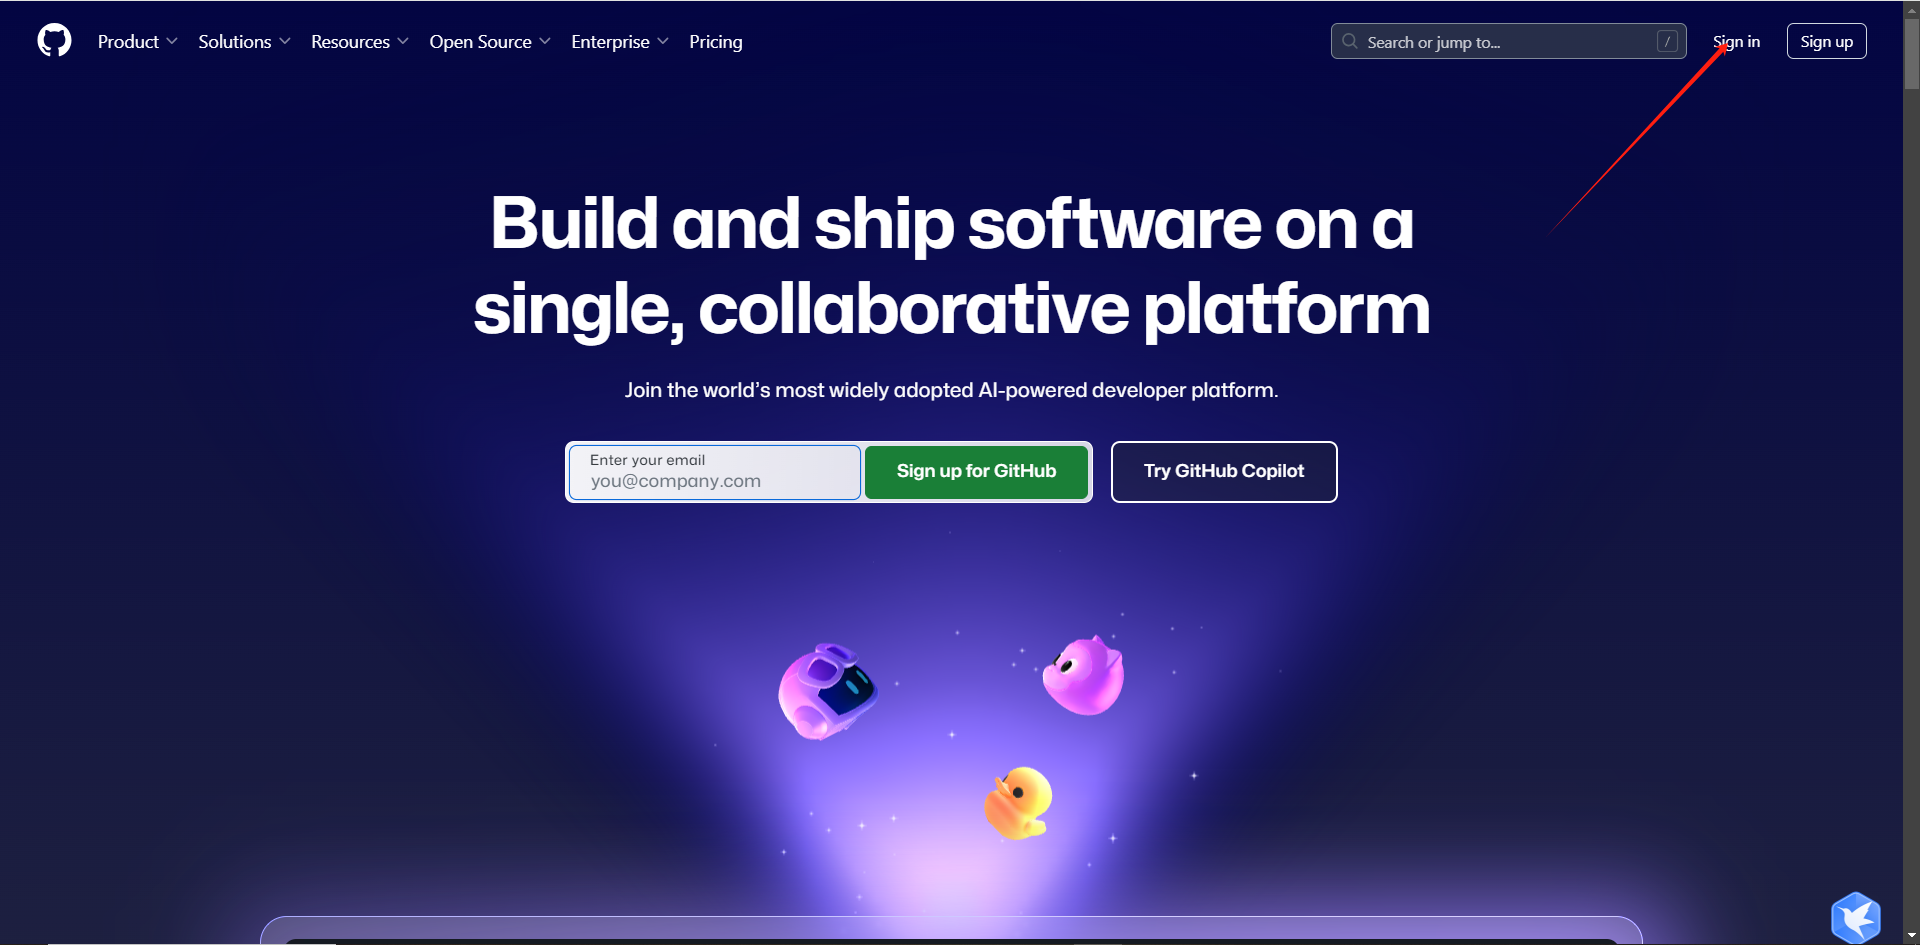 Product Solutions Resources Open Source Enterprise Pricing Search or jump to... / Sign in Sign up
Build and ship software on a
single, collaborative platform
Join the world’s most widely adopted AI-powered developer platform.
Enter your email
you@company.com
Sign up for GitHub Try GitHub Copilot